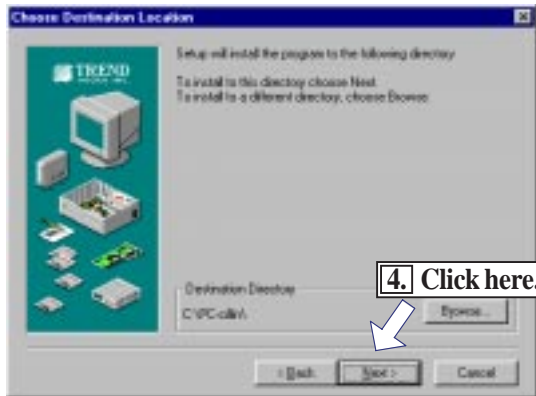 Choose Destination Location
TREND
MICRO INC.
Setup will install the program to the following directory
To install to this directory choose Next.
To install to a different directory, choose Browse.
4. Click here.
Destination Directory
C:\PC-cillin\
Browse...
< Back
Next >
Cancel